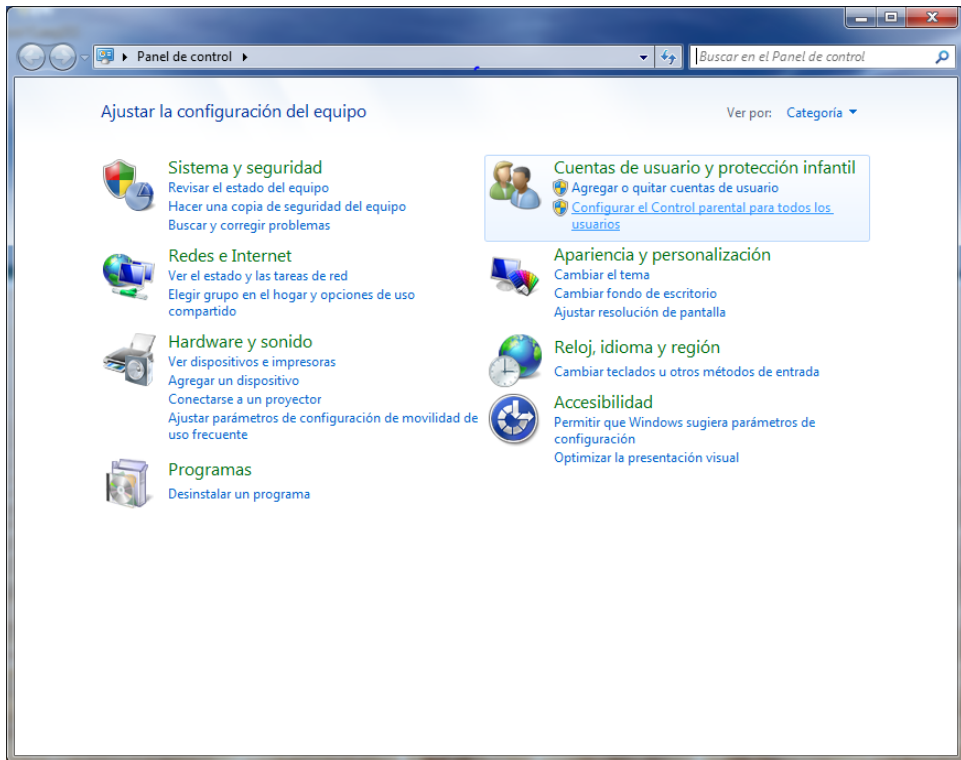 Panel de control
Buscar en el Panel de control
Ajustar la configuración del equipo
Ver por: Categoría
Sistema y seguridad
Revisar el estado del equipo
Hacer una copia de seguridad del equipo
Buscar y corregir problemas
Redes e Internet
Ver el estado y las tareas de red
Elegir grupo en el hogar y opciones de uso
compartido
Hardware y sonido
Ver dispositivos e impresoras
Agregar un dispositivo
Conectarse a un proyector
Ajustar parámetros de configuración de movilidad de
uso frecuente
Programas
Desinstalar un programa
Cuentas de usuario y protección infantil
Agregar o quitar cuentas de usuario
Configurar el Control parental para todos los
usuarios
Apariencia y personalización
Cambiar el tema
Cambiar fondo de escritorio
Ajustar resolución de pantalla
Reloj, idioma y región
Cambiar teclados u otros métodos de entrada
Accesibilidad
Permitir que Windows sugiera parámetros de
configuración
Optimizar la presentación visual